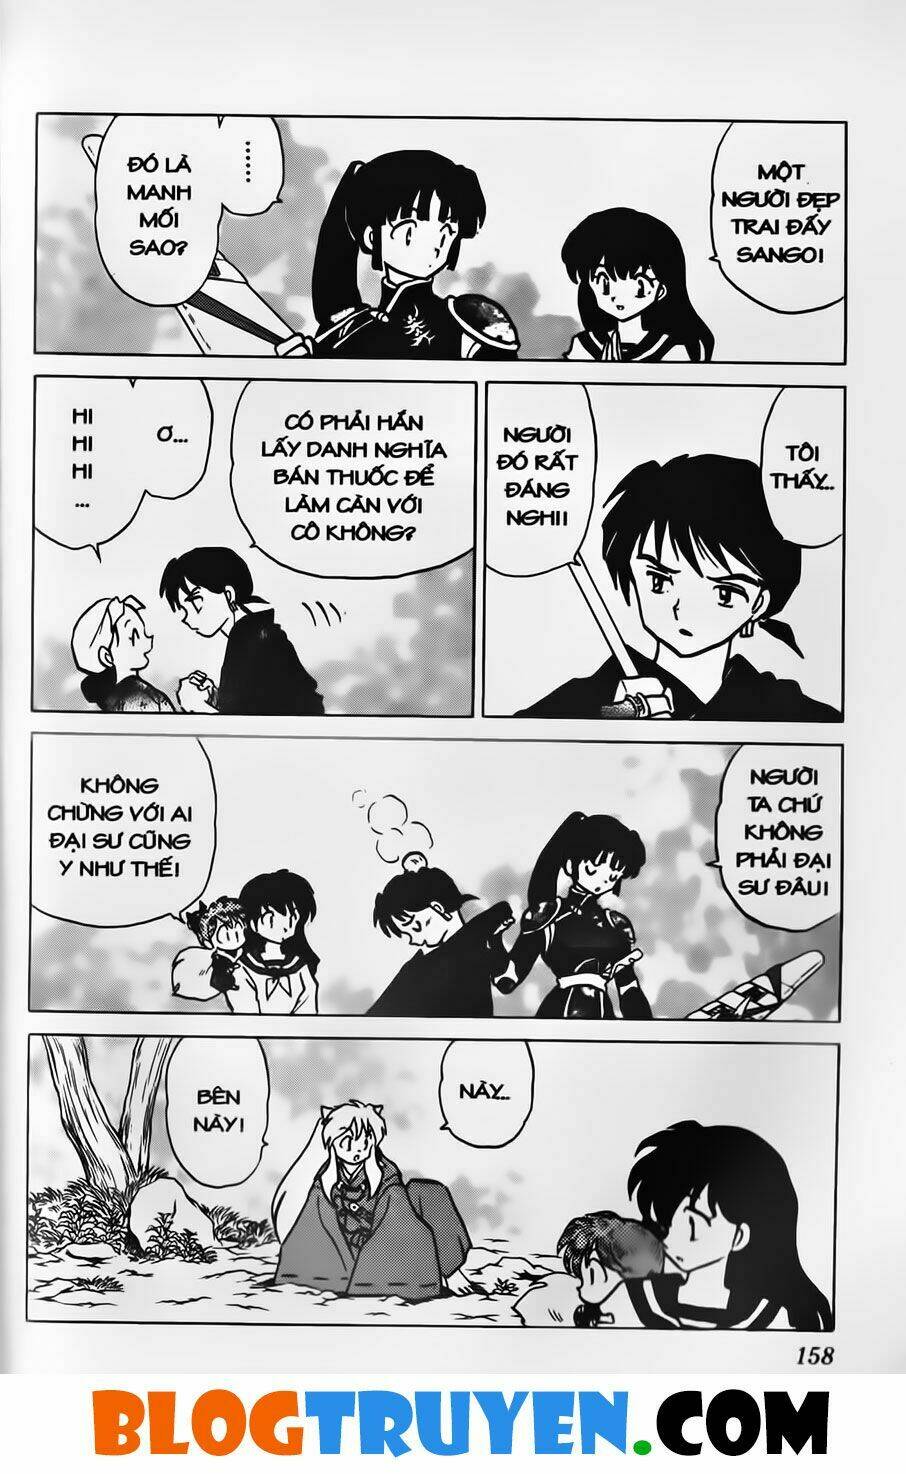 MỘT
NGƯỜI ĐẸP
TRAI ĐẤY
SANGO!
........
ĐÓ LÀ
MANH
MỐI
SAO?
TÔI
THẤY...
NGƯỜI
ĐÓ RẤT
ĐÁNG
NGHI!
CÓ PHẢI HẮN
LẤY DANH NGHĨA
BÁN THUỐC ĐỂ
LÀM CÀN VỚI
CÔ KHÔNG?
Ơ...
HI
HI
HI
...
NGƯỜI
TA CHỨ
KHÔNG
PHẢI ĐẠI
SƯ ĐÂU!
KHÔNG
CHỪNG VỚI AI
ĐẠI SƯ CŨNG
Y NHƯ THẾ!
NÀY...
BÊN
NÀY!
158
BLOGTRUYEN.COM